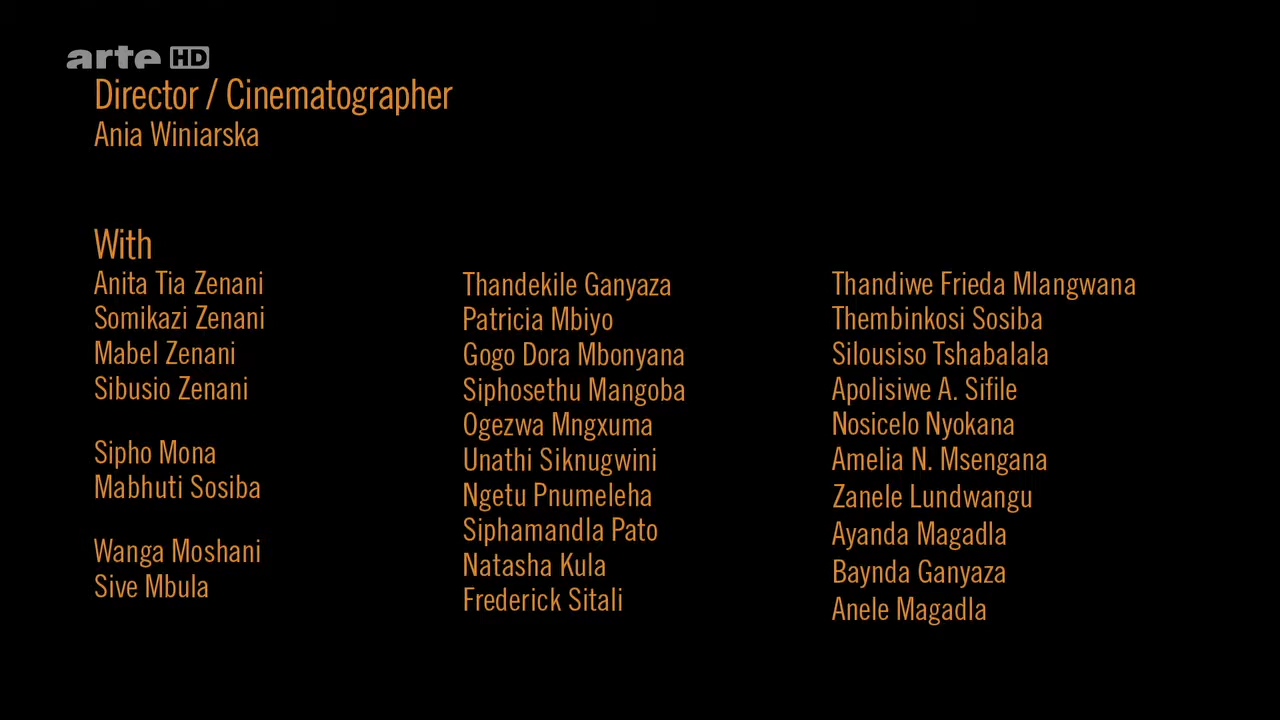 arte HD
Director / Cinematographer
Ania Winiarska
With
Anita Tia Zenani
Somikazi Zenani
Mabel Zenani
Sibusio Zenani
Sipho Mona
Mabhuti Sosiba
Wanga Moshani
Sive Mbula
Thandekile Ganyaza
Patricia Mbiyo
Gogo Dora Mbonyana
Siphosethu Mangoba
Ogezwa Mngxuma
Unathi Siknugwini
Ngetu Pnumeleha
Siphamandla Pato
Natasha Kula
Frederick Sitali
Thandiwe Frieda Mlangwana
Thembinkosi Sosiba
Silousiso Tshabalala
Apolisiwe A. Sifile
Nosicelo Nyokana
Amelia N. Msengana
Zanele Lundwangu
Ayanda Magadla
Baynda Ganyaza
Anele Magadla